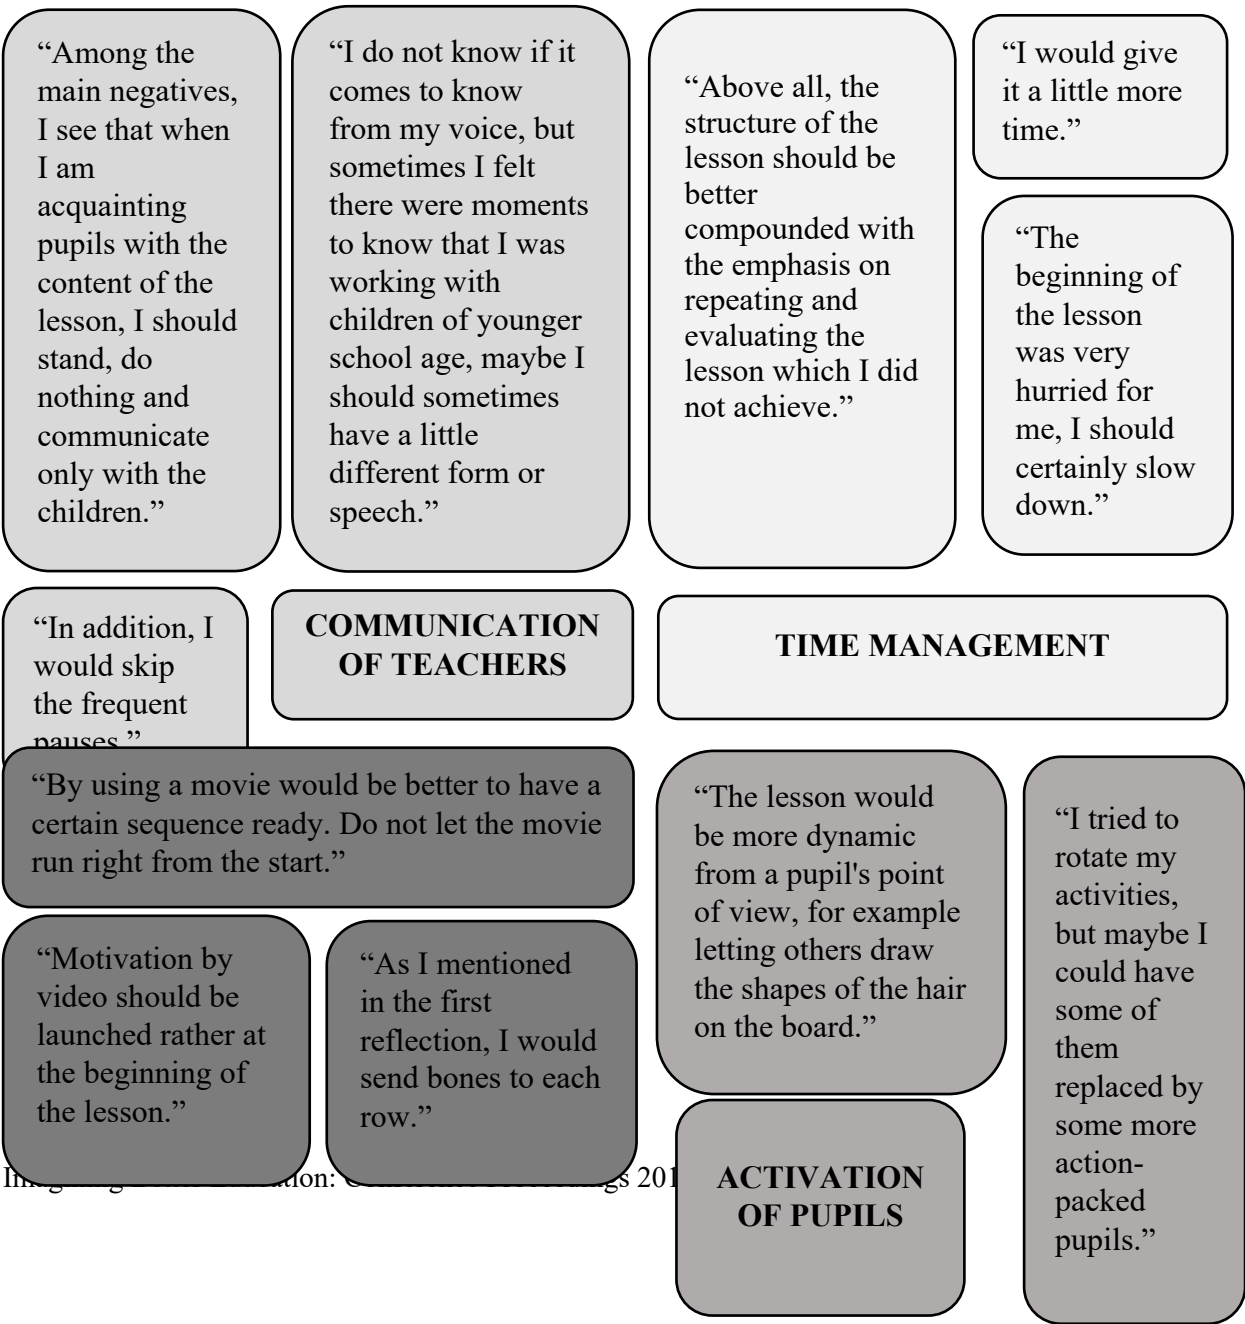 “Among the
main negatives,
I see that when
I am
acquainting
pupils with the
content of the
lesson, I should
stand, do
nothing and
communicate
only with the
children.”
“I do not know if it
comes to know
from my voice, but
sometimes I felt
there were moments
to know that I was
working with
children of younger
school age, maybe I
should sometimes
have a little
different form or
speech.”
“Above all, the
structure of the
lesson should be
better
compounded with
the emphasis on
repeating and
evaluating the
lesson which I did
not achieve.”
“I would give
it a little more
time.”
“The
beginning of
the lesson
was very
hurried for
me, I should
certainly slow
down.”
“In addition, I
would skip
the frequent
pauses.”
COMMUNICATION
OF TEACHERS
TIME MANAGEMENT
“By using a movie would be better to have a
certain sequence ready. Do not let the movie
run right from the start.”
“Motivation by
video should be
launched rather at
the beginning of
the lesson.”
“As I mentioned
in the first
reflection, I would
send bones to each
row.”
“The lesson would
be more dynamic
from a pupil's point
of view, for example
letting others draw
the shapes of the hair
on the board.”
“I tried to
rotate my
activities,
but maybe I
could have
some of
them
replaced by
some more
action-
packed
pupils.”
ACTIVATION
OF PUPILS